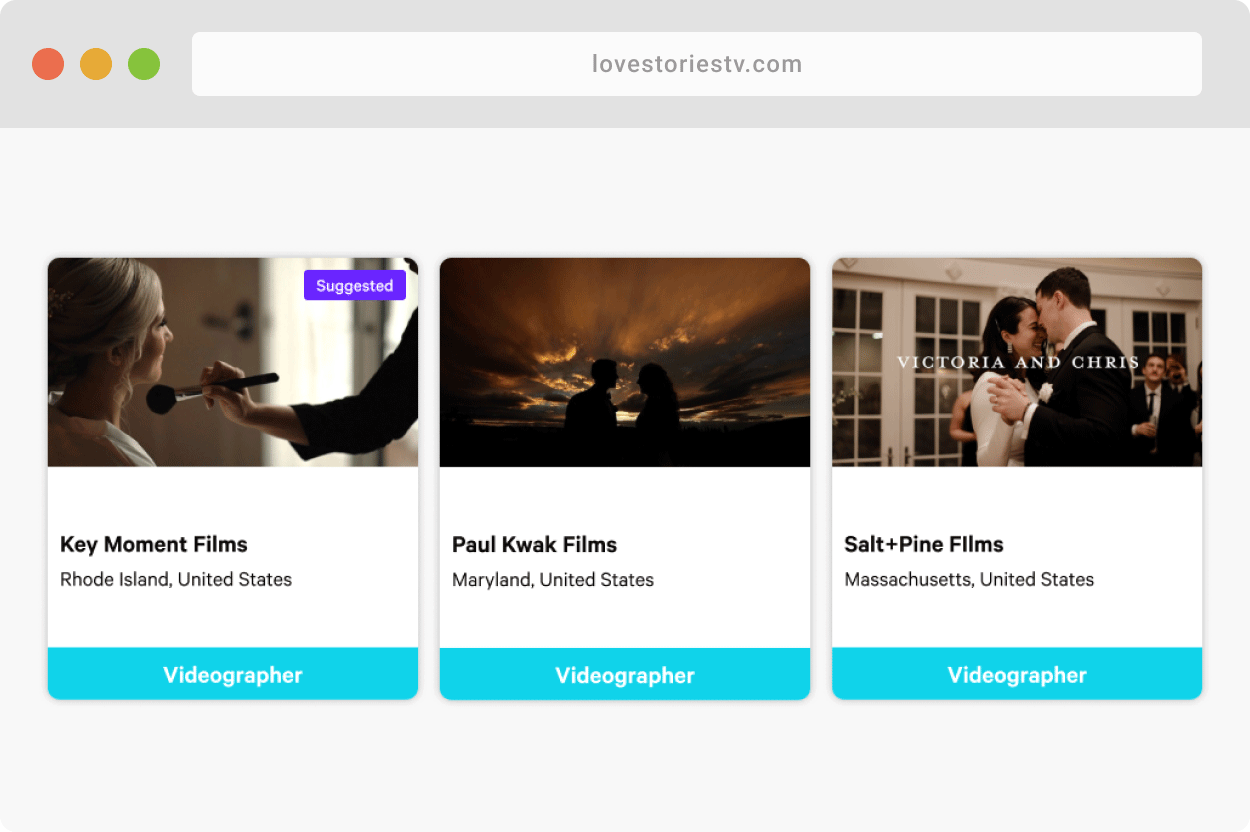 lovestoriestv.com
Suggested
VICTORIA AND CHRIS
Key Moment Films
Rhode Island, United States
Videographer
Paul Kwak Films
Maryland, United States
Videographer
Salt+Pine FIlms
Massachusetts, United States
Videographer